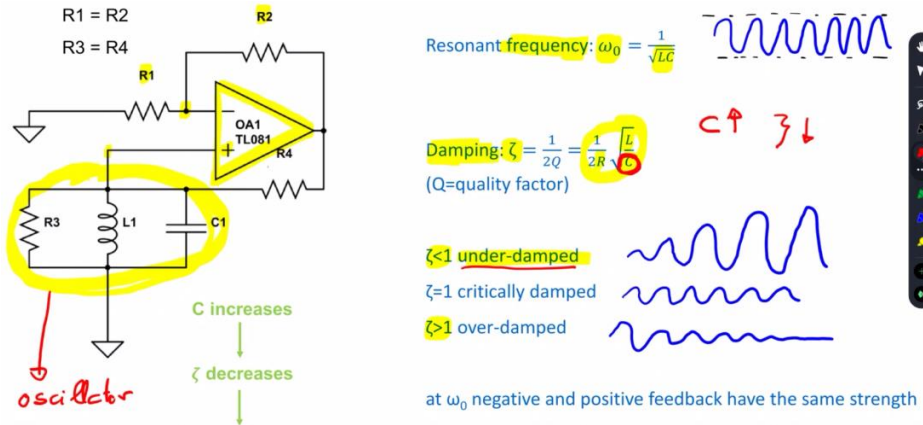 R1 = R2
R3 = R4
R2
R1
OA1
TL081
R4
R3
L1
C1
oscillator
C increases
ζ decreases
Resonant frequency: ω₀ = 1/√LC
C↑ ζ↓
Damping: ζ = 1/2Q = 1/2R √L/C
(Q=quality factor)
ζ<1 under-damped
ζ=1 critically damped
ζ>1 over-damped
at ω₀ negative and positive feedback have the same strength